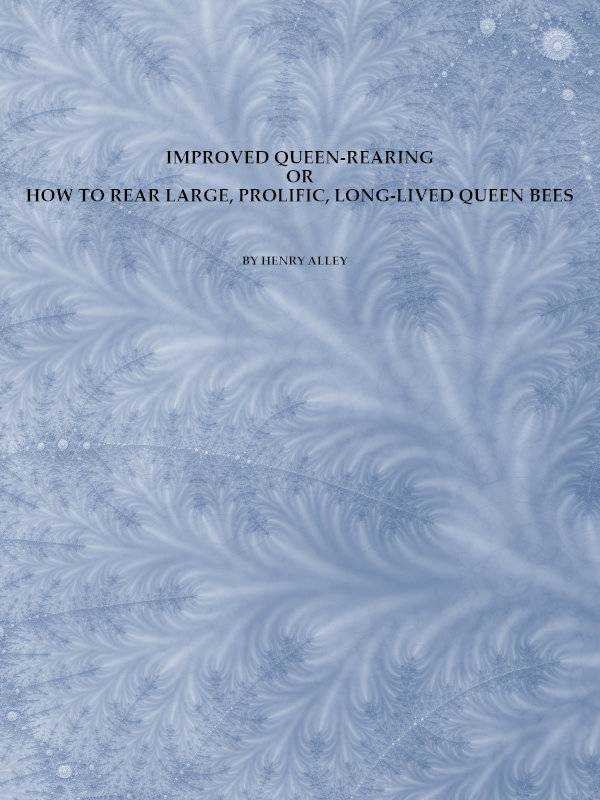 IMPROVED QUEEN-REARING
OR
HOW TO REAR LARGE, PROLIFIC, LONG-LIVED QUEEN BEES
BY HENRY ALLEY